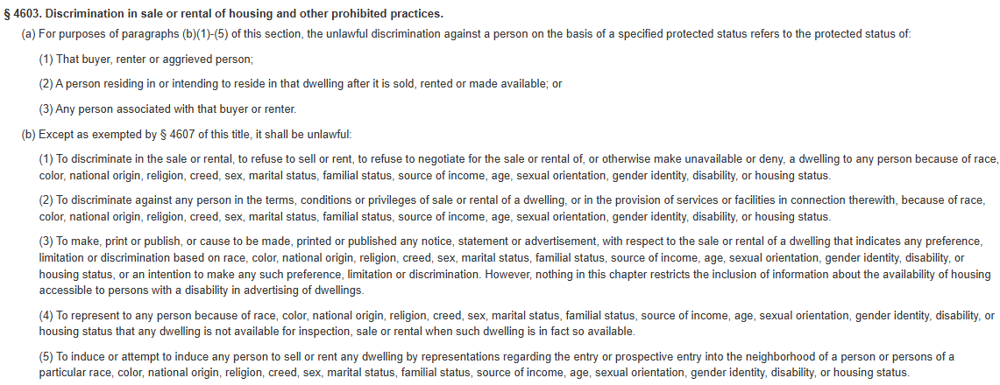 § 4603. Discrimination in sale or rental of housing and other prohibited practices.
(a) For purposes of paragraphs (b)(1)-(5) of this section, the unlawful discrimination against a person on the basis of a specified protected status refers to the protected status of:
(1) That buyer, renter or aggrieved person;
(2) A person residing in or intending to reside in that dwelling after it is sold, rented or made available; or
(3) Any person associated with that buyer or renter.
(b) Except as exempted by § 4607 of this title, it shall be unlawful:
(1) To discriminate in the sale or rental, to refuse to sell or rent, to refuse to negotiate for the sale or rental of, or otherwise make unavailable or deny, a dwelling to any person because of race,
color, national origin, religion, creed, sex, marital status, familial status, source of income, age, sexual orientation, gender identity, disability, or housing status.
(2) To discriminate against any person in the terms, conditions or privileges of sale or rental of a dwelling, or in the provision of services or facilities in connection therewith, because of race,
color, national origin, religion, creed, sex, marital status, familial status, source of income, age, sexual orientation, gender identity, disability, or housing status.
(3) To make, print or publish, or cause to be made, printed or published any notice, statement or advertisement, with respect to the sale or rental of a dwelling that indicates any preference,
limitation or discrimination based on race, color, national origin, religion, creed, sex, marital status, familial status, source of income, age, sexual orientation, gender identity, disability, or
housing status, or an intention to make any such preference, limitation or discrimination. However, nothing in this chapter restricts the inclusion of information about the availability of housing
accessible to persons with a disability in advertising of dwellings.
(4) To represent to any person because of race, color, national origin, religion, creed, sex, marital status, familial status, source of income, age, sexual orientation, gender identity, disability, or
housing status that any dwelling is not available for inspection, sale or rental when such dwelling is in fact so available.
(5) To induce or attempt to induce any person to sell or rent any dwelling by representations regarding the entry or prospective entry into the neighborhood of a person or persons of a
particular race, color, national origin, religion, creed, sex, marital status, familial status, source of income, age, sexual orientation, gender identity, disability, or housing status.